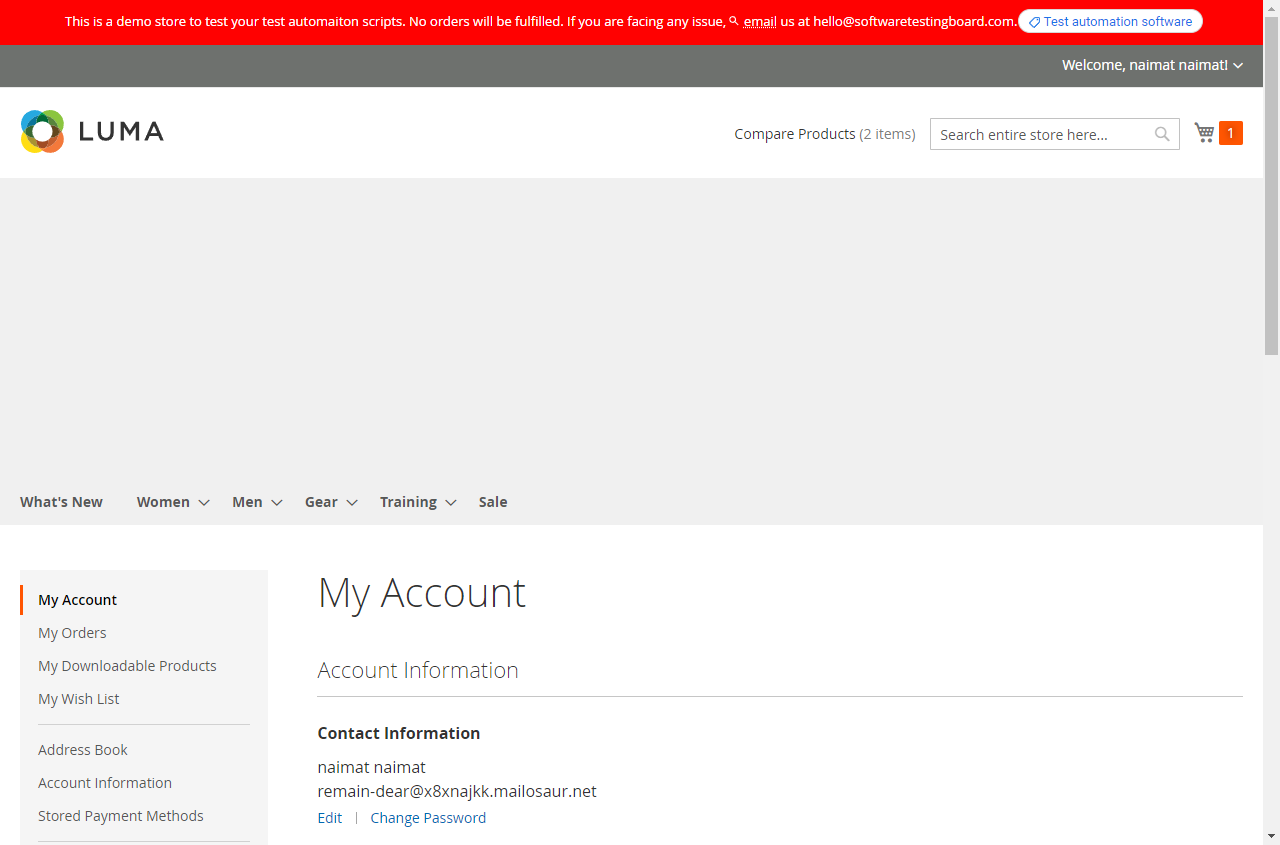 This is a demo store to test your test automaiton scripts. No orders will be fulfilled. If you are facing any issue, email us at hello@softwaretestingboard.com. Test automation software
Welcome, naimat naimat!
LUMA
Compare Products (2 items)
Search entire store here...
1
What's New Women Men Gear Training Sale
My Account
My Orders
My Downloadable Products
My Wish List
Address Book
Account Information
Stored Payment Methods
My Account
Account Information
Contact Information
naimat naimat
remain-dear@x8xnajkk.mailosaur.net
Edit | Change Password